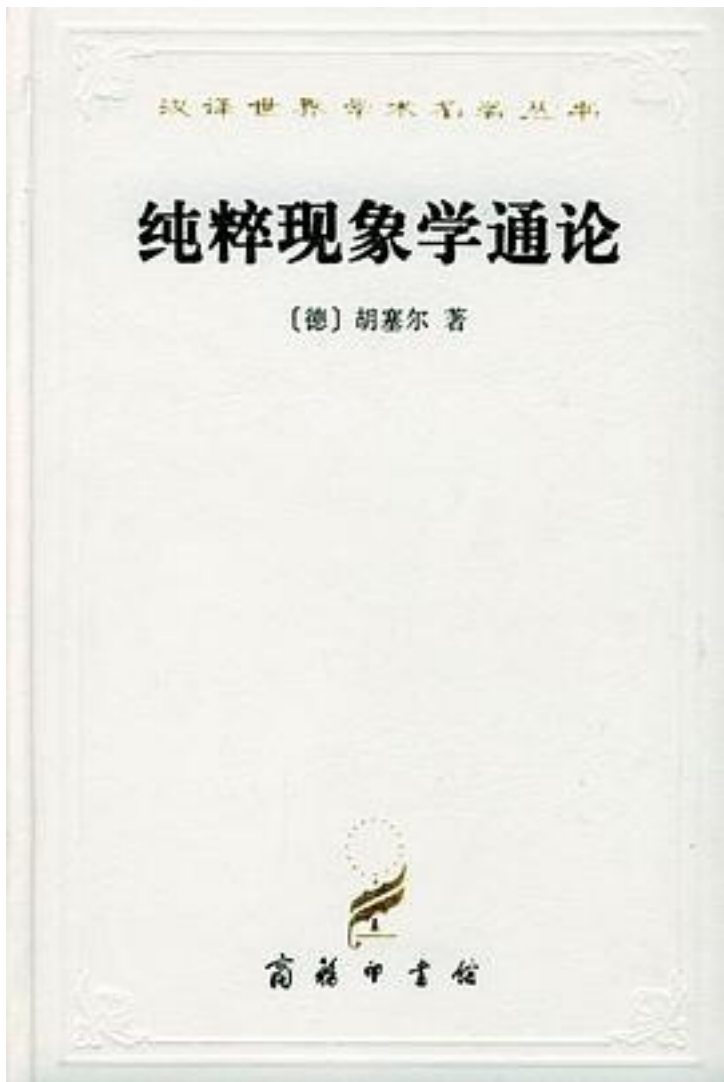 汉译世界学术名著丛书
纯粹现象学通论
〔德〕胡塞尔 著
商务印书馆